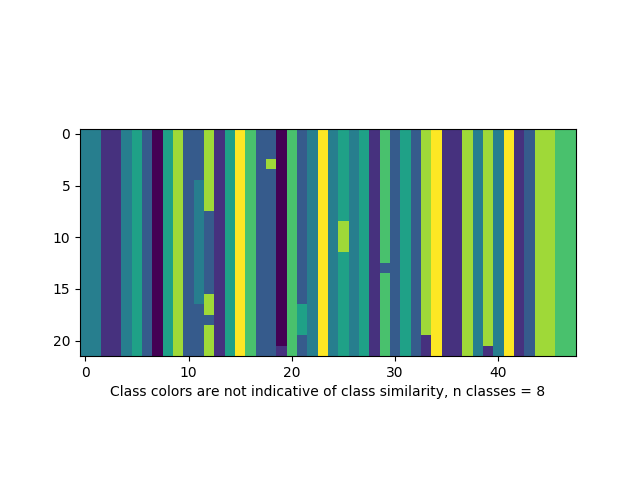 0
5
10
15
20
0 10 20 30 40
Class colors are not indicative of class similarity, n classes = 8